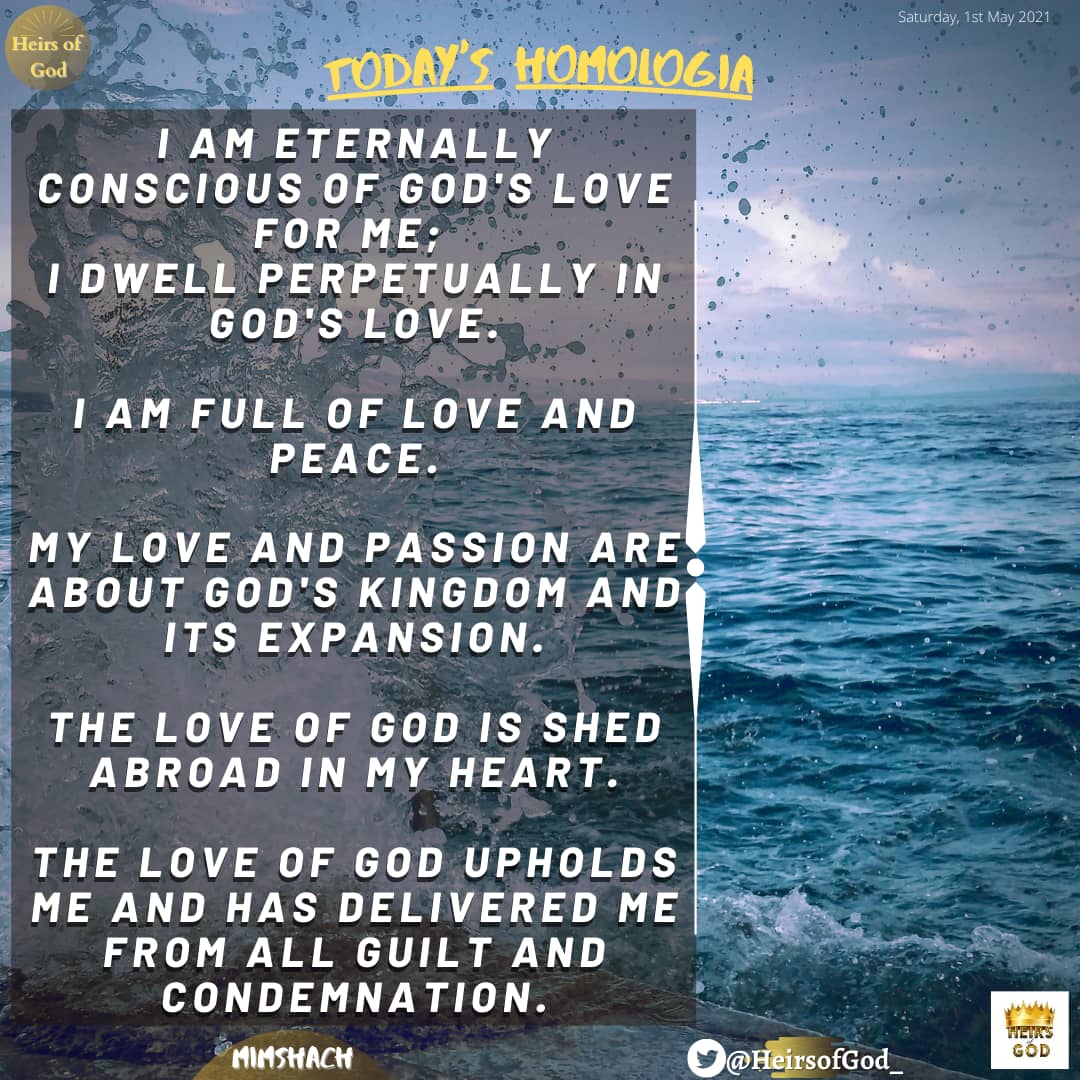 Heirs of
God
Saturday, 1st May 2021
TODAY'S HOMOLOGIA
I AM ETERNALLY
CONSCIOUS OF GOD'S LOVE
FOR ME;
I DWELL PERPETUALLY IN
GOD'S LOVE.
I AM FULL OF LOVE AND
PEACE.
MY LOVE AND PASSION ARE
ABOUT GOD'S KINGDOM AND
ITS EXPANSION.
THE LOVE OF GOD IS SHED
ABROAD IN MY HEART.
THE LOVE OF GOD UPHOLDS
ME AND HAS DELIVERED ME
FROM ALL GUILT AND
CONDEMNATION.
MIMSHACH
@HeirsofGod_
HEIRS
of
GOD